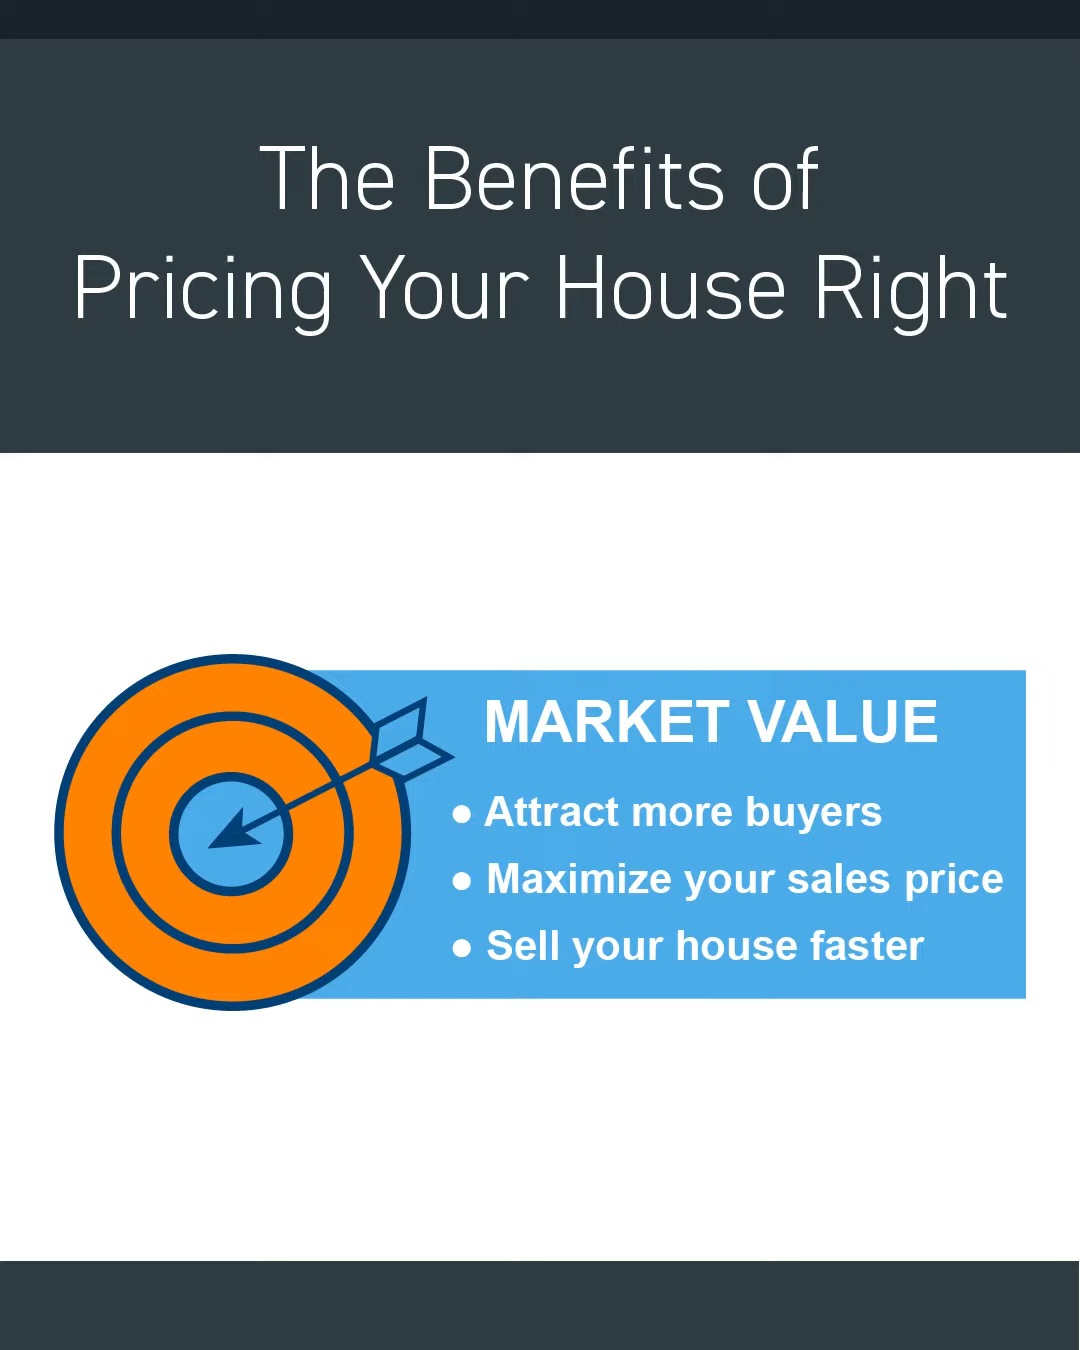 The Benefits of
Pricing Your House Right
MARKET VALUE
● Attract more buyers
● Maximize your sales price
● Sell your house faster